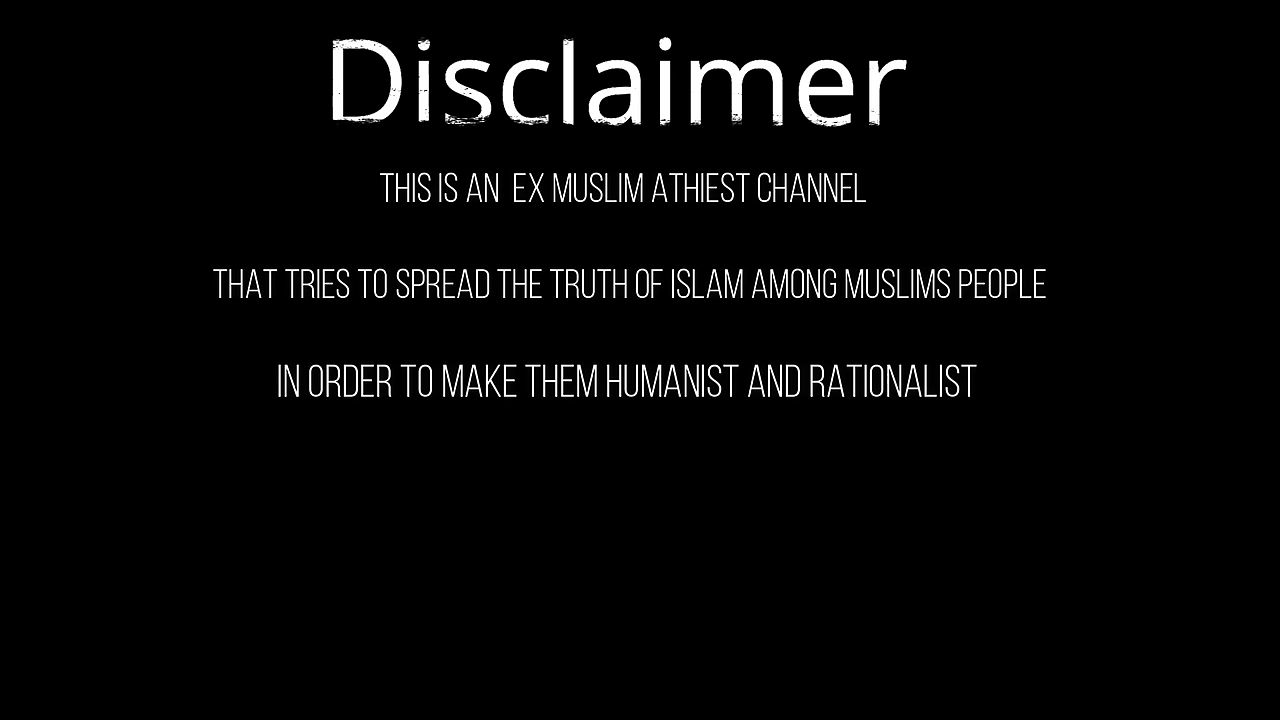 Disclaimer
THIS IS AN EX MUSLIM ATHIEST CHANNEL
THAT TRIES TO SPREAD THE TRUTH OF ISLAM AMONG MUSLIMS PEOPLE
IN ORDER TO MAKE THEM HUMANIST AND RATIONALIST